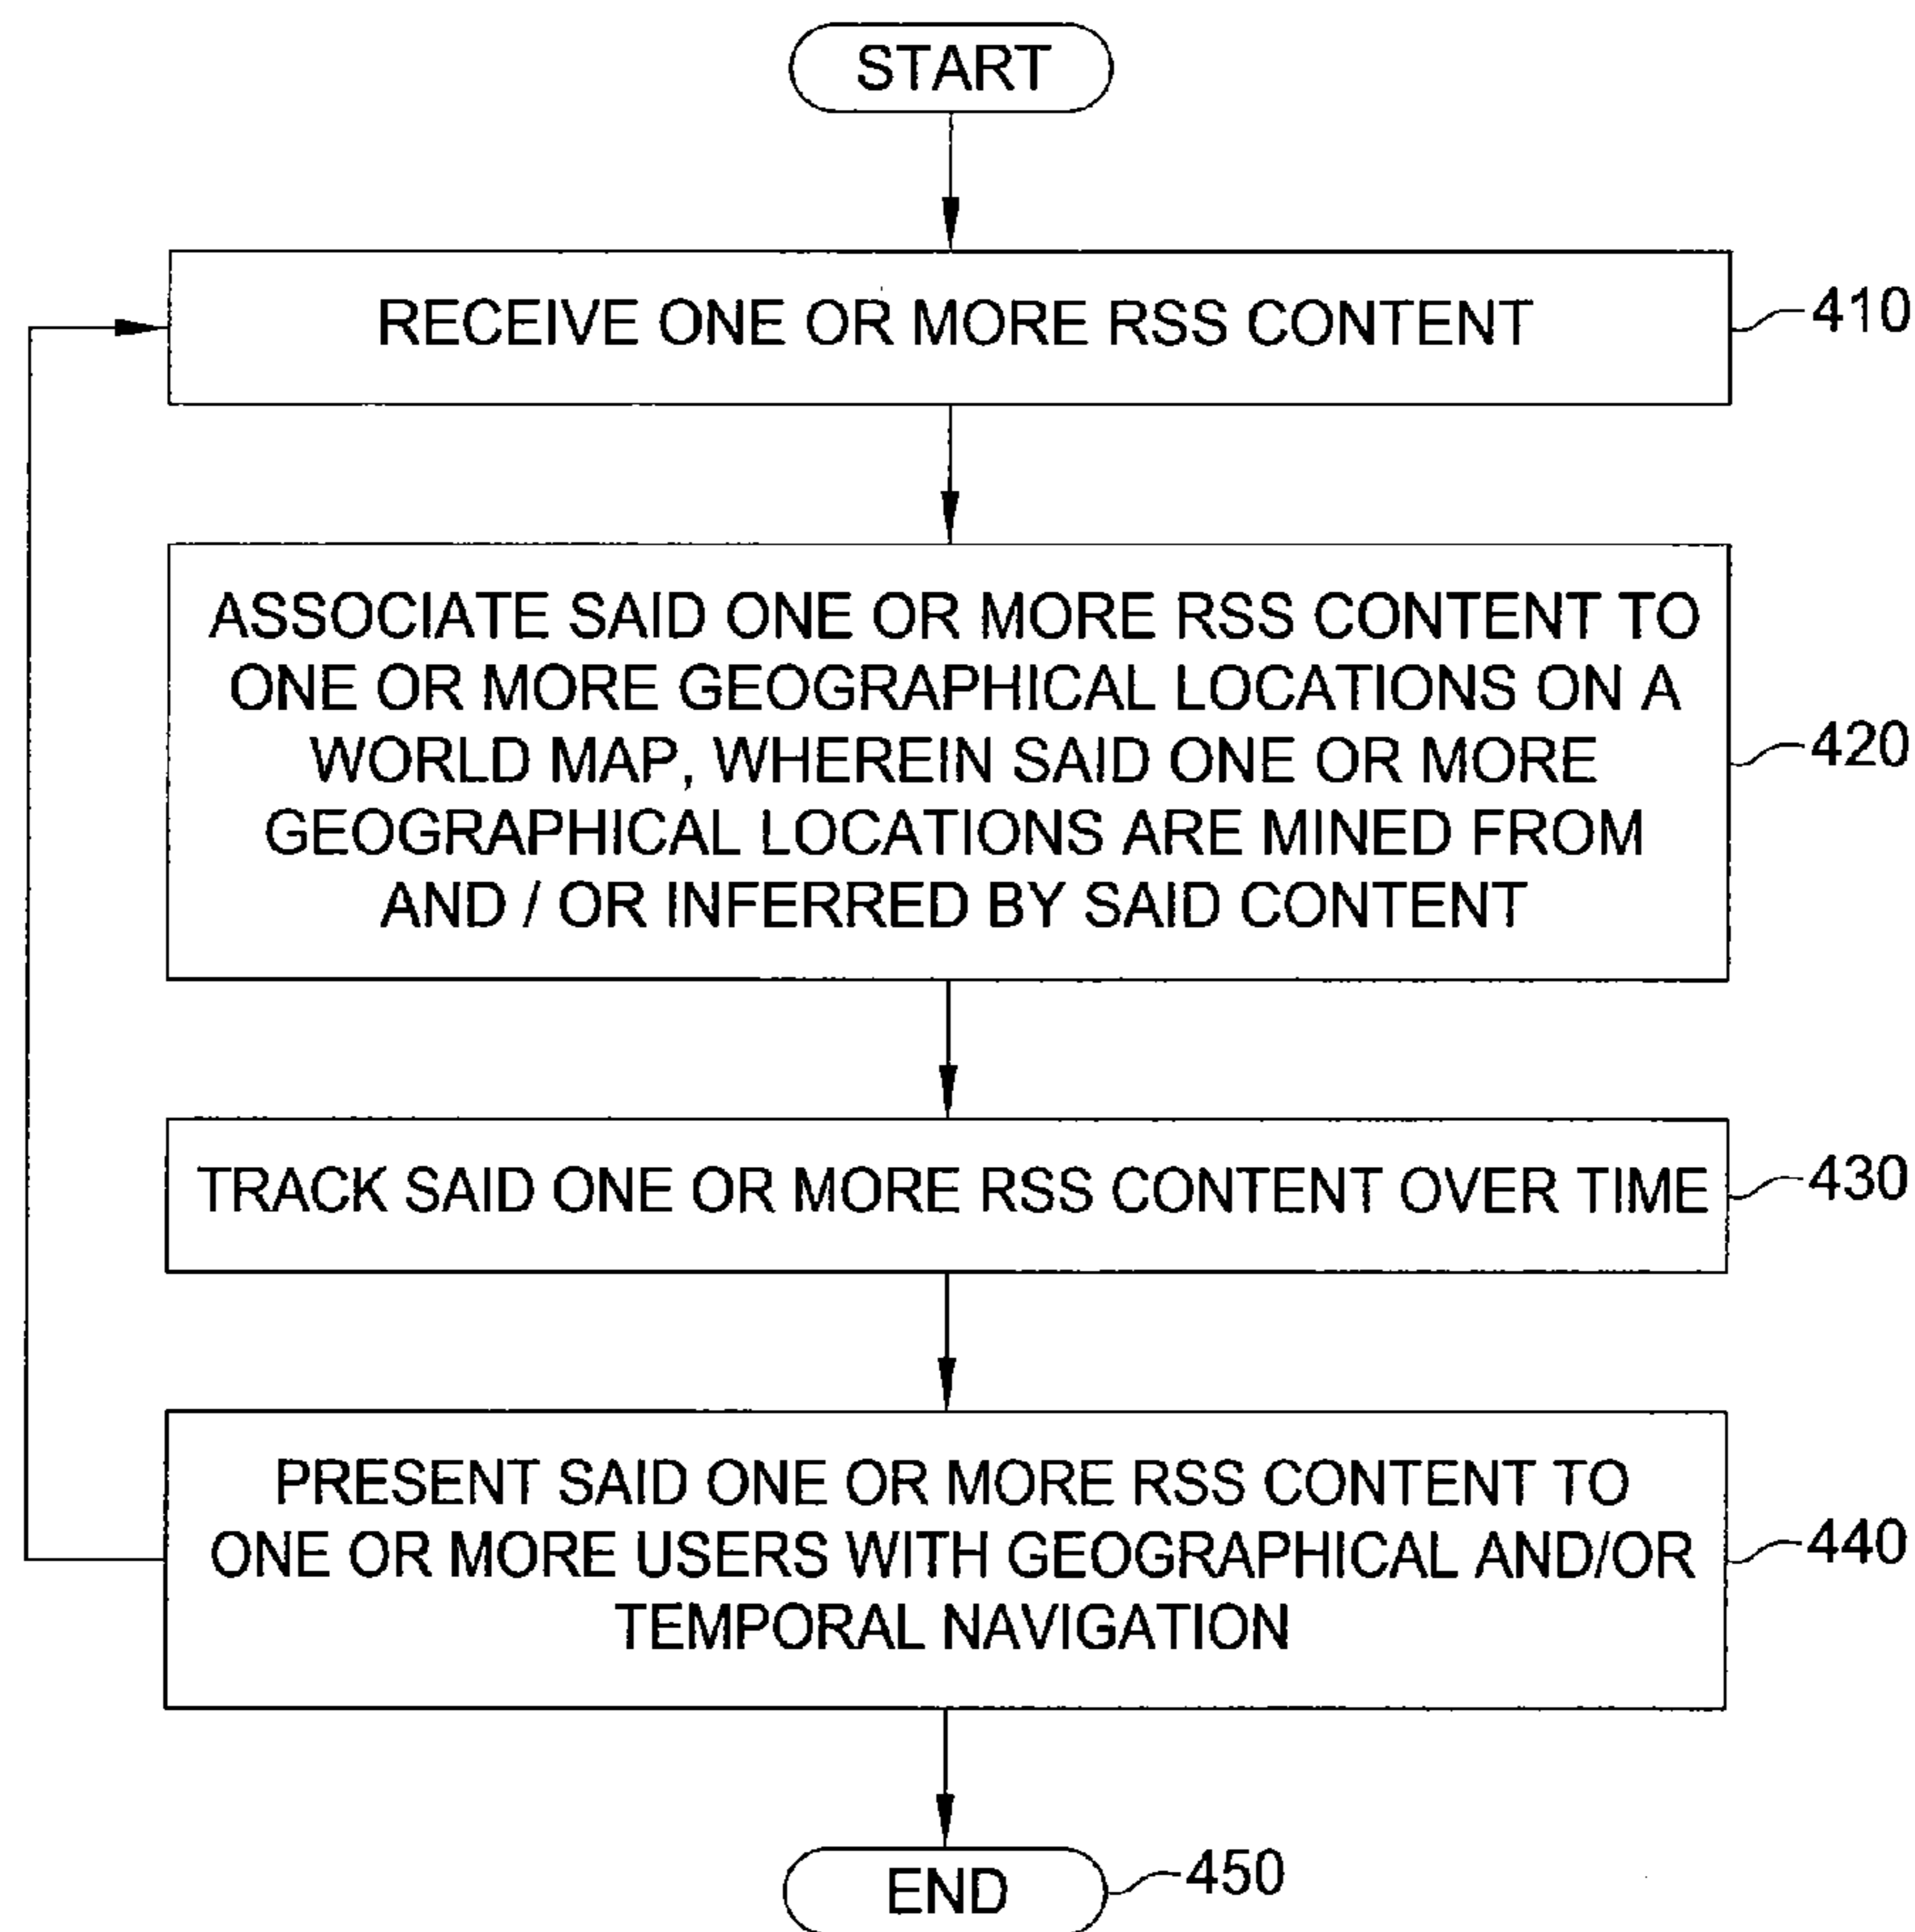 START
RECEIVE ONE OR MORE RSS CONTENT
410
ASSOCIATE SAID ONE OR MORE RSS CONTENT TO
ONE OR MORE GEOGRAPHICAL LOCATIONS ON A
WORLD MAP, WHEREIN SAID ONE OR MORE
GEOGRAPHICAL LOCATIONS ARE MINED FROM
AND / OR INFERRED BY SAID CONTENT
420
TRACK SAID ONE OR MORE RSS CONTENT OVER TIME
430
PRESENT SAID ONE OR MORE RSS CONTENT TO
ONE OR MORE USERS WITH GEOGRAPHICAL AND/OR
TEMPORAL NAVIGATION
440
END
450